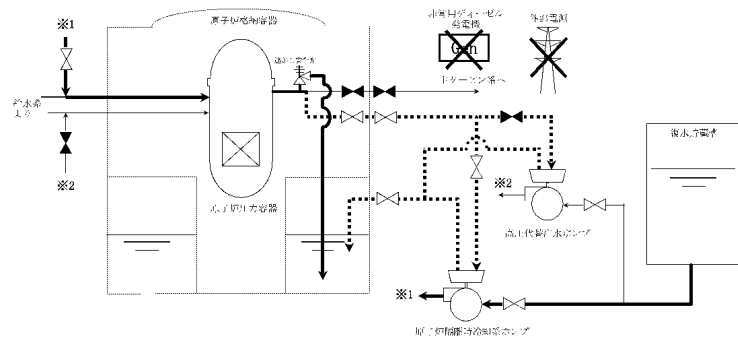 ※1
原子炉格納容器
逃がし安全弁
非常用ディーゼル
発電機
Gen
外部電源
主タービン系へ
給水系
より
※2
原子炉圧力容器
復水貯蔵槽
※2
高圧代替注水ポンプ
※1
原子炉隔離時冷却系ポンプ